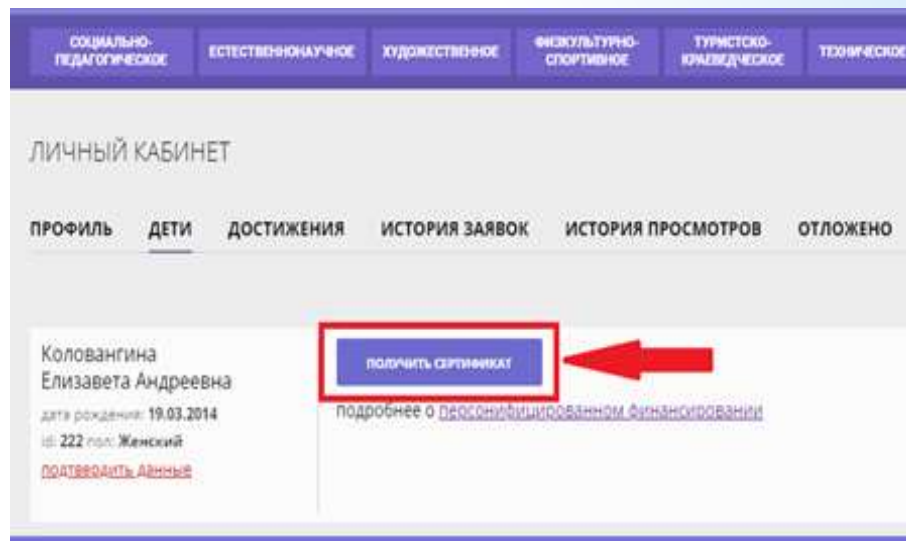 СОЦИАЛЬНО-
ПЕДАГОГИЧЕСКОЕ
ЕСТЕСТВЕННОНАУЧНОЕ
ХУДОЖЕСТВЕННОЕ
ФИЗКУЛЬТУРНО-
СПОРТИВНОЕ
ТУРИСТСКО-
КРАЕВЕДЧЕСКОЕ
ТЕХНИЧЕСКОЕ
ЛИЧНЫЙ КАБИНЕТ
ПРОФИЛЬ ДЕТИ ДОСТИЖЕНИЯ ИСТОРИЯ ЗАЯВОК ИСТОРИЯ ПРОСМОТРОВ ОТЛОЖЕНО
Коловангина
Елизавета Андреевна
дата рождения: 19.03.2014
id: 222 пол: Женский
подтвердить данные
ПОЛУЧИТЬ СЕРТИФИКАТ
подробнее о персонифицированном финансировании